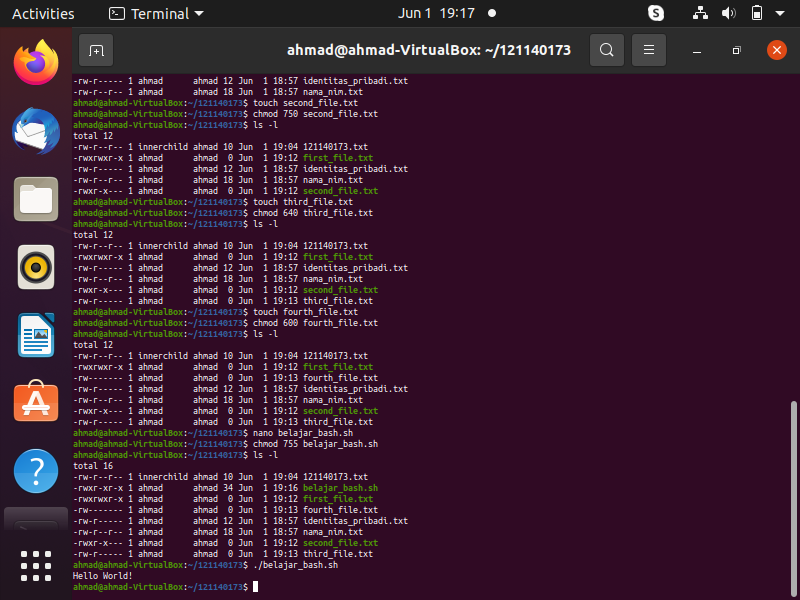 Activities
Terminal
Jun 1 19:17
S
ahmad@ahmad-VirtualBox: ~/121140173
-rw-r----- 1 ahmad      ahmad 12 Jun  1 18:57 identitas_pribadi.txt
-rw-r--r-- 1 ahmad      ahmad 18 Jun  1 18:57 nama_nim.txt
ahmad@ahmad-VirtualBox:~/121140173$ touch second_file.txt
ahmad@ahmad-VirtualBox:~/121140173$ chmod 750 second_file.txt
ahmad@ahmad-VirtualBox:~/121140173$ ls -l
total 12
-rw-r--r-- 1 innerchild ahmad 10 Jun  1 19:04 121140173.txt
-rwxrwxr-x 1 ahmad      ahmad  0 Jun  1 19:12 first_file.txt
-rw-r----- 1 ahmad      ahmad 12 Jun  1 18:57 identitas_pribadi.txt
-rw-r--r-- 1 ahmad      ahmad 18 Jun  1 18:57 nama_nim.txt
-rwxr-x--- 1 ahmad      ahmad  0 Jun  1 19:12 second_file.txt
ahmad@ahmad-VirtualBox:~/121140173$ touch third_file.txt
ahmad@ahmad-VirtualBox:~/121140173$ chmod 640 third_file.txt
ahmad@ahmad-VirtualBox:~/121140173$ ls -l
total 12
-rw-r--r-- 1 innerchild ahmad 10 Jun  1 19:04 121140173.txt
-rwxrwxr-x 1 ahmad      ahmad  0 Jun  1 19:12 first_file.txt
-rw-r----- 1 ahmad      ahmad 12 Jun  1 18:57 identitas_pribadi.txt
-rw-r--r-- 1 ahmad      ahmad 18 Jun  1 18:57 nama_nim.txt
-rwxr-x--- 1 ahmad      ahmad  0 Jun  1 19:12 second_file.txt
-rw-r----- 1 ahmad      ahmad  0 Jun  1 19:13 third_file.txt
ahmad@ahmad-VirtualBox:~/121140173$ touch fourth_file.txt
ahmad@ahmad-VirtualBox:~/121140173$ chmod 600 fourth_file.txt
ahmad@ahmad-VirtualBox:~/121140173$ ls -l
total 12
-rw-r--r-- 1 innerchild ahmad 10 Jun  1 19:04 121140173.txt
-rwxrwxr-x 1 ahmad      ahmad  0 Jun  1 19:12 first_file.txt
-rw------- 1 ahmad      ahmad  0 Jun  1 19:13 fourth_file.txt
-rw-r----- 1 ahmad      ahmad 12 Jun  1 18:57 identitas_pribadi.txt
-rw-r--r-- 1 ahmad      ahmad 18 Jun  1 18:57 nama_nim.txt
-rwxr-x--- 1 ahmad      ahmad  0 Jun  1 19:12 second_file.txt
-rw-r----- 1 ahmad      ahmad  0 Jun  1 19:13 third_file.txt
ahmad@ahmad-VirtualBox:~/121140173$ nano belajar_bash.sh
ahmad@ahmad-VirtualBox:~/121140173$ chmod 755 belajar_bash.sh
ahmad@ahmad-VirtualBox:~/121140173$ ls -l
total 16
-rw-r--r-- 1 innerchild ahmad 10 Jun  1 19:04 121140173.txt
-rwxr-xr-x 1 ahmad      ahmad 34 Jun  1 19:16 belajar_bash.sh
-rwxrwxr-x 1 ahmad      ahmad  0 Jun  1 19:12 first_file.txt
-rw------- 1 ahmad      ahmad  0 Jun  1 19:13 fourth_file.txt
-rw-r----- 1 ahmad      ahmad 12 Jun  1 18:57 identitas_pribadi.txt
-rw-r--r-- 1 ahmad      ahmad 18 Jun  1 18:57 nama_nim.txt
-rwxr-x--- 1 ahmad      ahmad  0 Jun  1 19:12 second_file.txt
-rw-r----- 1 ahmad      ahmad  0 Jun  1 19:13 third_file.txt
ahmad@ahmad-VirtualBox:~/121140173$ ./belajar_bash.sh
Hello World!
ahmad@ahmad-VirtualBox:~/121140173$